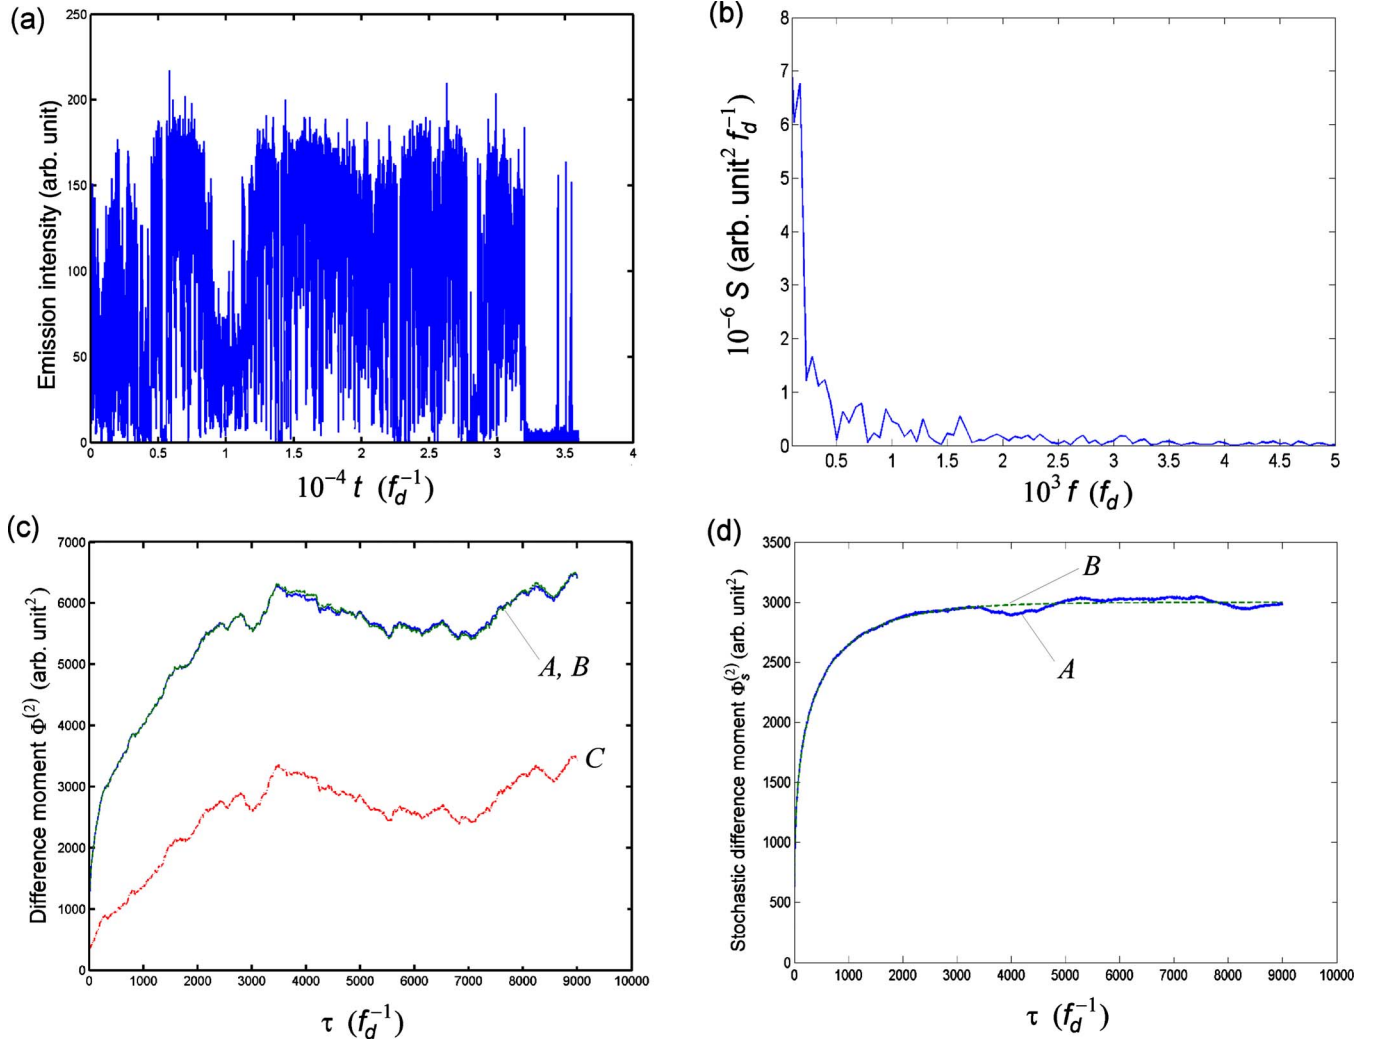 (a)
Emission intensity (arb. unit)
250
200
150
100
50
0
0 0.5 1 1.5 2 2.5 3 3.5 4
10⁻⁴ t (f_d⁻¹)
(b)
10⁻⁶ S (arb. unit² f_d⁻¹)
8
7
6
5
4
3
2
1
0
0.5 1 1.5 2 2.5 3 3.5 4 4.5 5
10³ f (f_d)
(c)
Difference moment Φ⁽²⁾ (arb. unit²)
7000
6000
5000
4000
3000
2000
1000
0
A, B
C
0 1000 2000 3000 4000 5000 6000 7000 8000 9000 10000
τ (f_d⁻¹)
(d)
Stochastic difference moment Φ_s⁽²⁾ (arb. unit²)
3500
3000
2500
2000
1500
1000
500
0
B
A
0 1000 2000 3000 4000 5000 6000 7000 8000 9000 10000
τ (f_d⁻¹)